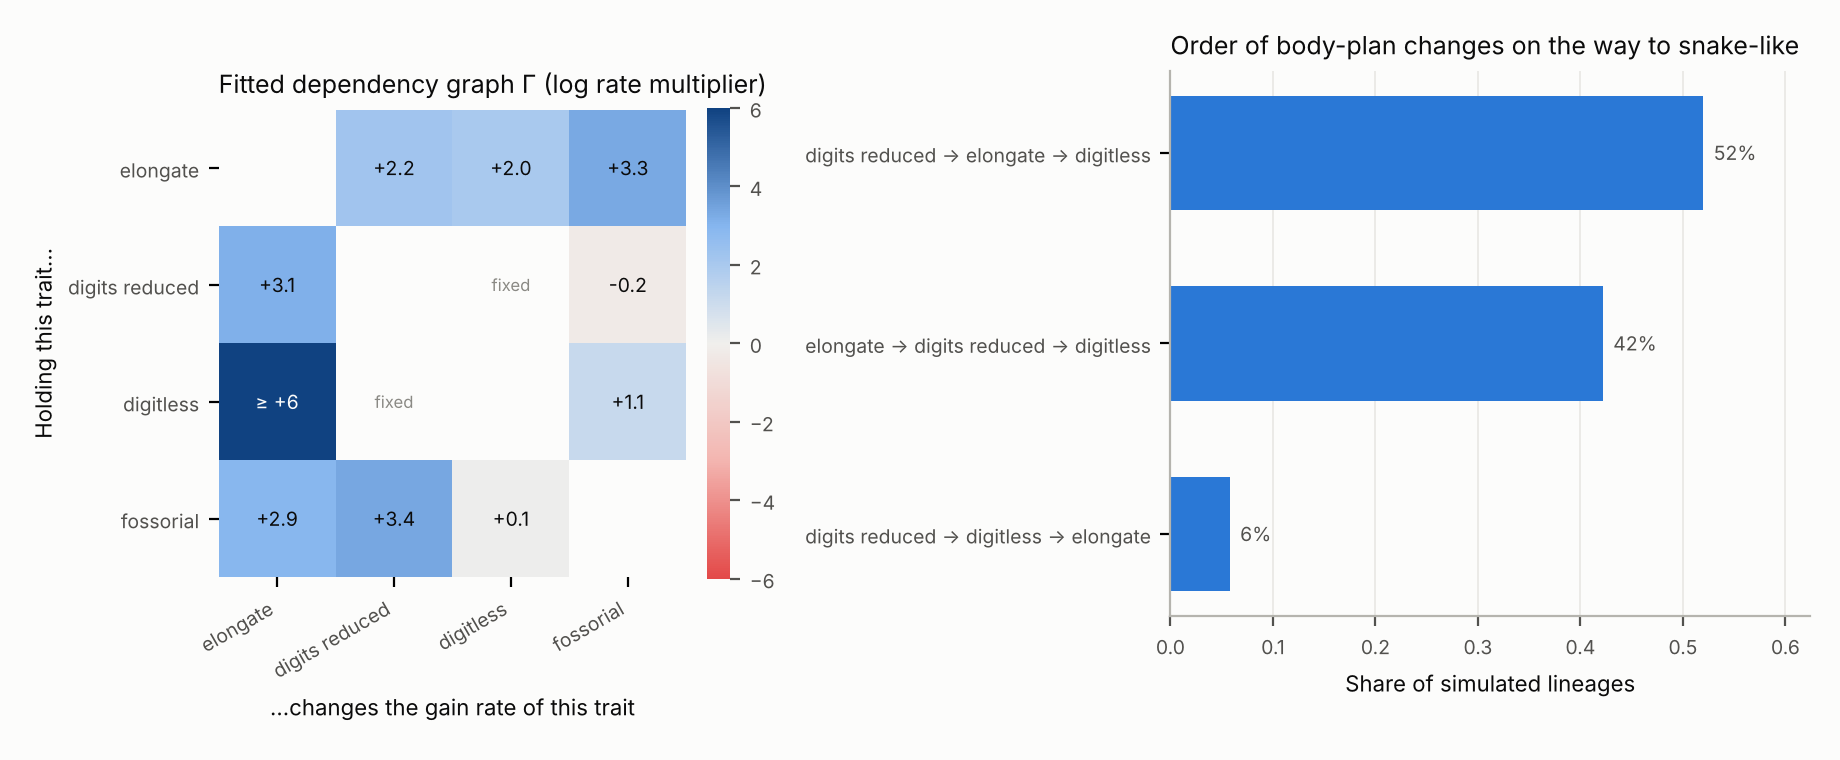 Fitted dependency graph Γ (log rate multiplier)
Holding this trait...
elongate
+2.2
+2.0
+3.3
digits reduced
+3.1
fixed
-0.2
digitless
≥ +6
fixed
+1.1
fossorial
+2.9
+3.4
+0.1
elongate
digits reduced
digitless
fossorial
...changes the gain rate of this trait
6
4
2
0
−2
−4
−6
Order of body-plan changes on the way to snake-like
digits reduced → elongate → digitless
52%
elongate → digits reduced → digitless
42%
digits reduced → digitless → elongate
6%
0.0
0.1
0.2
0.3
0.4
0.5
0.6
Share of simulated lineages